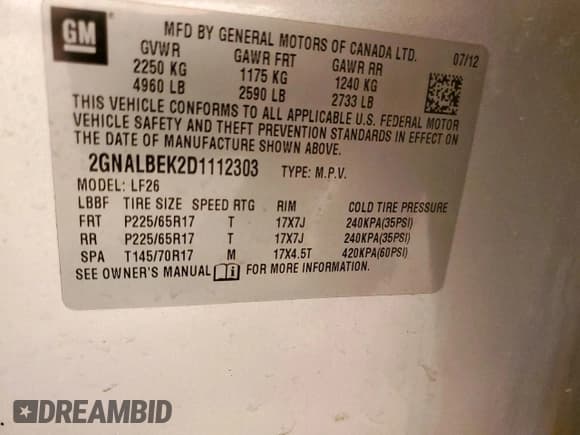 GM
MFD BY GENERAL MOTORS OF CANADA LTD. 07/12
GVWR GAWR FRT GAWR RR
2250 KG 1175 KG 1240 KG
4960 LB 2590 LB 2733 LB
THIS VEHICLE CONFORMS TO ALL APPLICABLE U.S. FEDERAL MOTOR
VEHICLE SAFETY AND THEFT PREVENTION STANDARDS IN EFFECT ON
THE DATE OF MANUFACTURE SHOWN ABOVE.
2GNALBEK2D1112303 TYPE: M.P.V.
MODEL: LF26
LBBF TIRE SIZE SPEED RTG RIM COLD TIRE PRESSURE
FRT P225/65R17 T 17X7J 240KPA(35PSI)
RR P225/65R17 T 17X7J 240KPA(35PSI)
SPA T145/70R17 M 17X4.5T 420KPA(60PSI)
SEE OWNER'S MANUAL FOR MORE INFORMATION.
DREAMBID